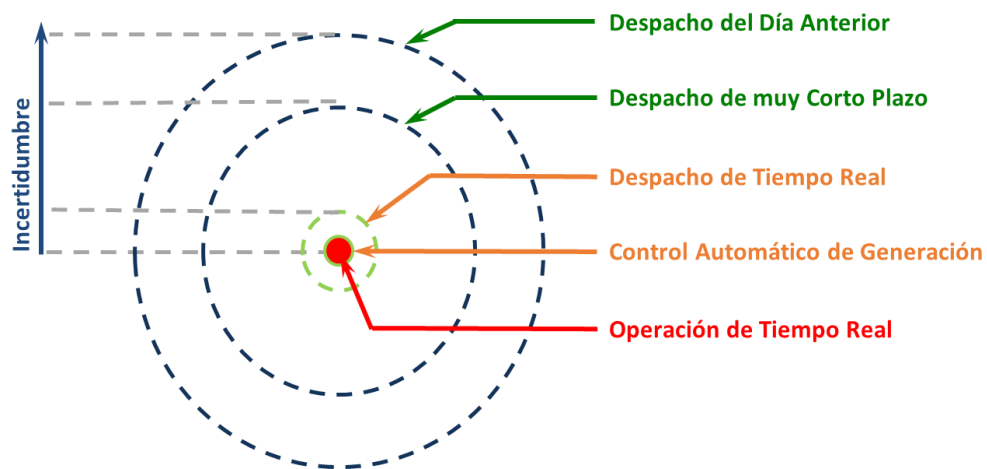 Despacho del Día Anterior
Despacho de muy Corto Plazo
Despacho de Tiempo Real
Control Automático de Generación
Operación de Tiempo Real
Incertidumbre